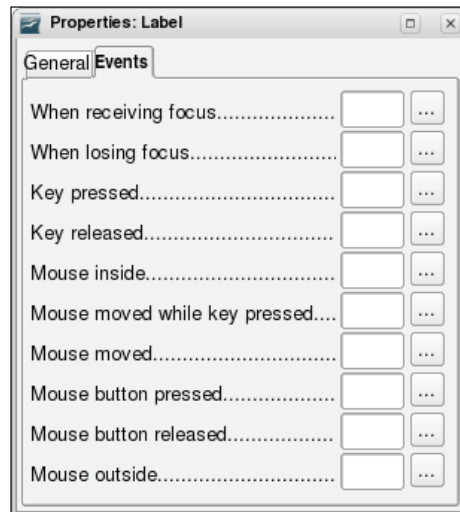 Properties: Label
General Events
When receiving focus.................... ...
When losing focus......................... ...
Key pressed................................. ...
Key released................................ ...
Mouse inside................................ ...
Mouse moved while key pressed.... ...
Mouse moved............................... ...
Mouse button pressed................... ...
Mouse button released.................. ...
Mouse outside.............................. ...